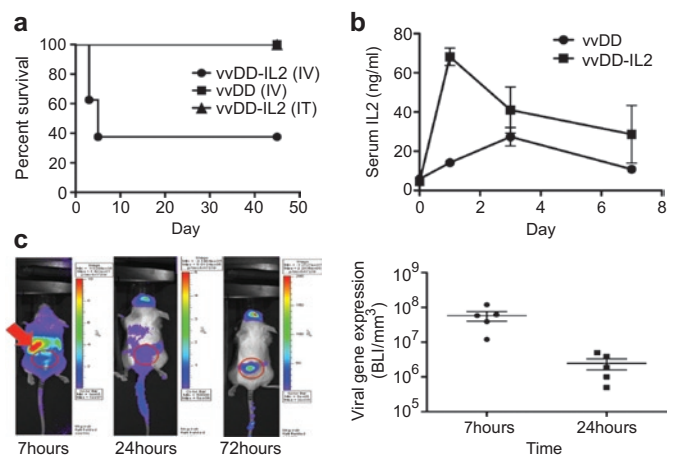 a
Percent survival
100
80
60
40
20
0
0 10 20 30 40 50
Day
vvDD-IL2 (IV)
vvDD (IV)
vvDD-IL2 (IT)
b
Serum IL2 (ng/ml)
80
60
40
20
0
0 2 4 6 8
Day
vvDD
vvDD-IL2
c
7hours 24hours 72hours
Viral gene expression
(BLI/mm³)
10⁹
10⁸
10⁷
10⁶
10⁵
7hours 24hours
Time